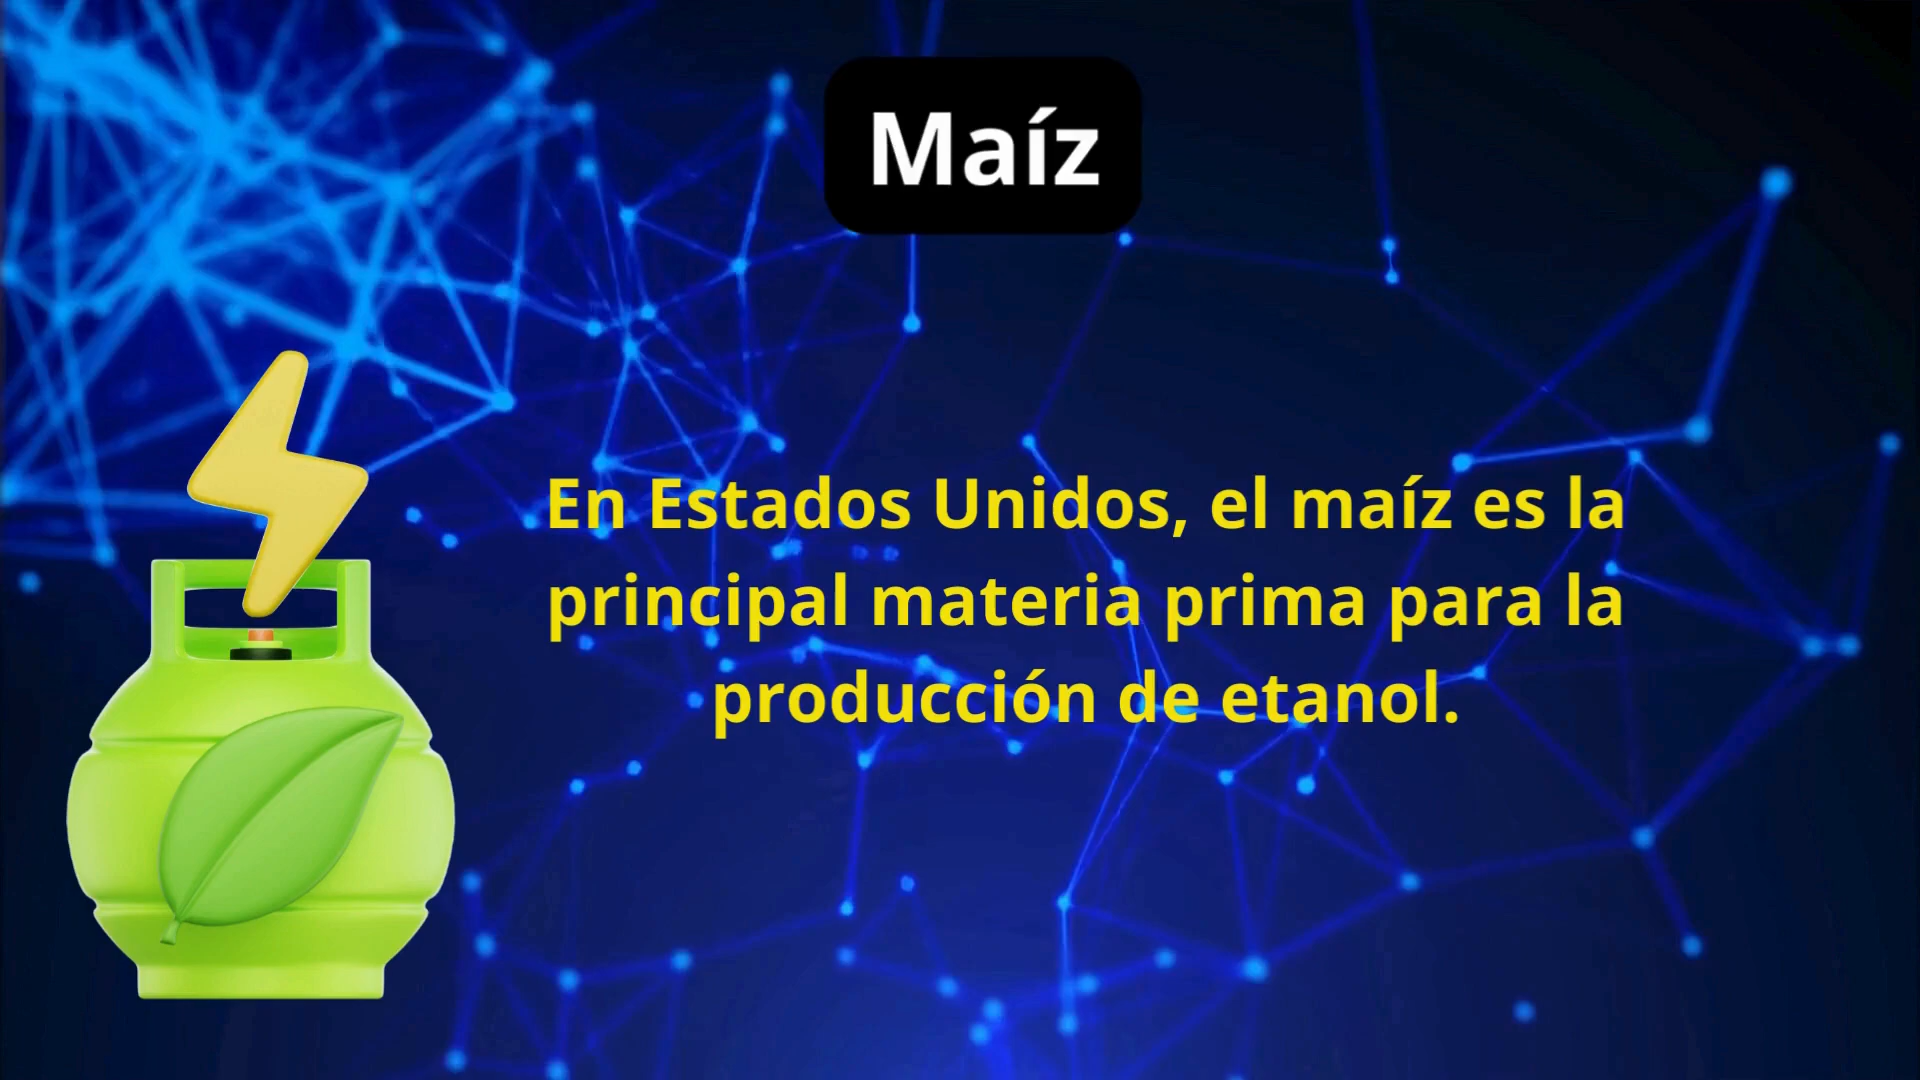 Maíz
En Estados Unidos, el maíz es la
principal materia prima para la
producción de etanol.